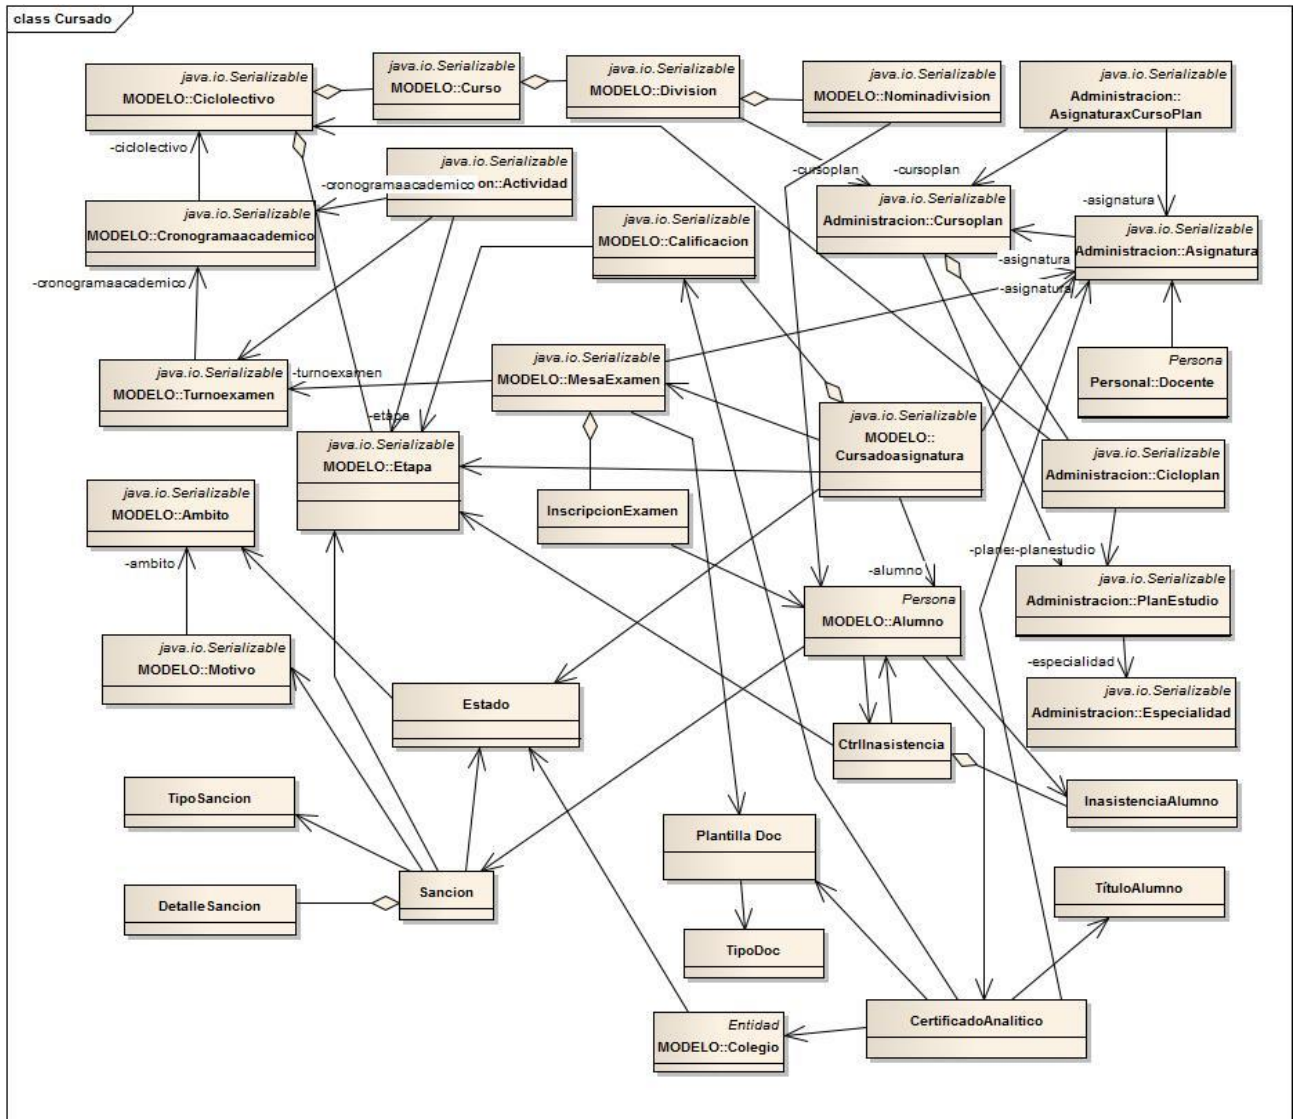 class Cursado
java.io.Serializable
MODELO::Ciclolectivo
java.io.Serializable
MODELO::Curso
java.io.Serializable
MODELO::Division
java.io.Serializable
MODELO::Nominadivision
java.io.Serializable
Administracion::
AsignaturaxCursoPlan
-ciclolectivo
java.io.Serializable
-cronogramaacademico
on::Actividad
-cursoplan
-cursoplan
java.io.Serializable
MODELO::Cronogramaacademico
java.io.Serializable
MODELO::Calificacion
java.io.Serializable
Administracion::Cursoplan
-asignatura
java.io.Serializable
Administracion::Asignatura
-asignatura
-asignatura
-cronogramaacademico
java.io.Serializable
MODELO::Turnoexamen
-turnoexamen
java.io.Serializable
MODELO::MesaExamen
Persona
Personal::Docente
-etapa
java.io.Serializable
MODELO::Etapa
java.io.Serializable
MODELO::
Cursadoasignatura
java.io.Serializable
Administracion::Cicloplan
java.io.Serializable
MODELO::Ambito
InscripcionExamen
-ambito
-alumno
-planes
-planestudio
java.io.Serializable
Administracion::PlanEstudio
Persona
MODELO::Alumno
java.io.Serializable
MODELO::Motivo
-especialidad
java.io.Serializable
Administracion::Especialidad
Estado
CtrlInasistencia
TipoSancion
InasistenciaAlumno
Plantilla Doc
DetalleSancion
Sancion
TítuloAlumno
TipoDoc
Entidad
MODELO::Colegio
CertificadoAnalitico